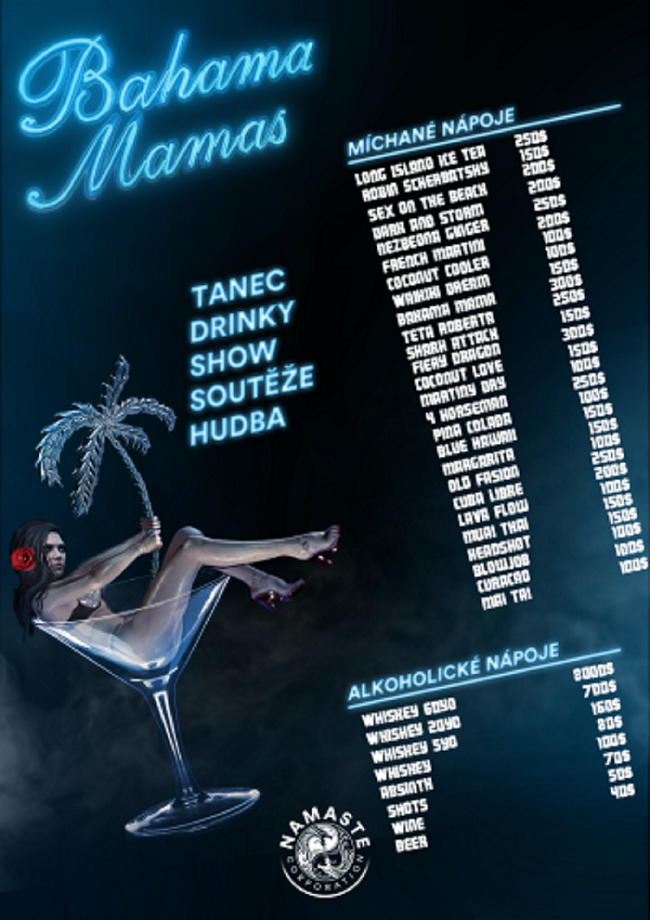 Bahama
Mamas
TANEC
DRINKY
SHOW
SOUTĚŽE
HUDBA
MÍCHANÉ NÁPOJE
LONG ISLAND ICE TEA
ROBIN SCHERBATSKY
SEX ON THE BEACH
DARK AND STORM
NEZBEDNA GINGER
FRENCH MARTINI
COCONUT COOLER
WAIKIKI DREAM
BAHAMA MAMA
TETA ROBERTA
SHARK ATTACK
FIERY DRAGON
COCONUT LOVE
MARTINY DAY
4 HORSEMAN
PINA COLADA
BLUE HAWAII
MARGARITA
OLD FASION
CUBA LIBRE
LAVA FLOW
MUAI THAI
HEADSHOT
BLOWJOB
CURACAO
MAI TAI
250$
150$
200$
200$
250$
200$
100$
100$
150$
300$
250$
150$
300$
150$
100$
250$
100$
150$
150$
100$
250$
200$
100$
150$
150$
100$
100$
100$
ALKOHOLICKÉ NÁPOJE
WHISKEY 60YO
WHISKEY 20YO
WHISKEY 5YO
WHISKEY
ABSINTH
SHOTS
WINE
BEER
8000$
700$
160$
80$
100$
70$
50$
40$
NAMASTE
CORPORATION